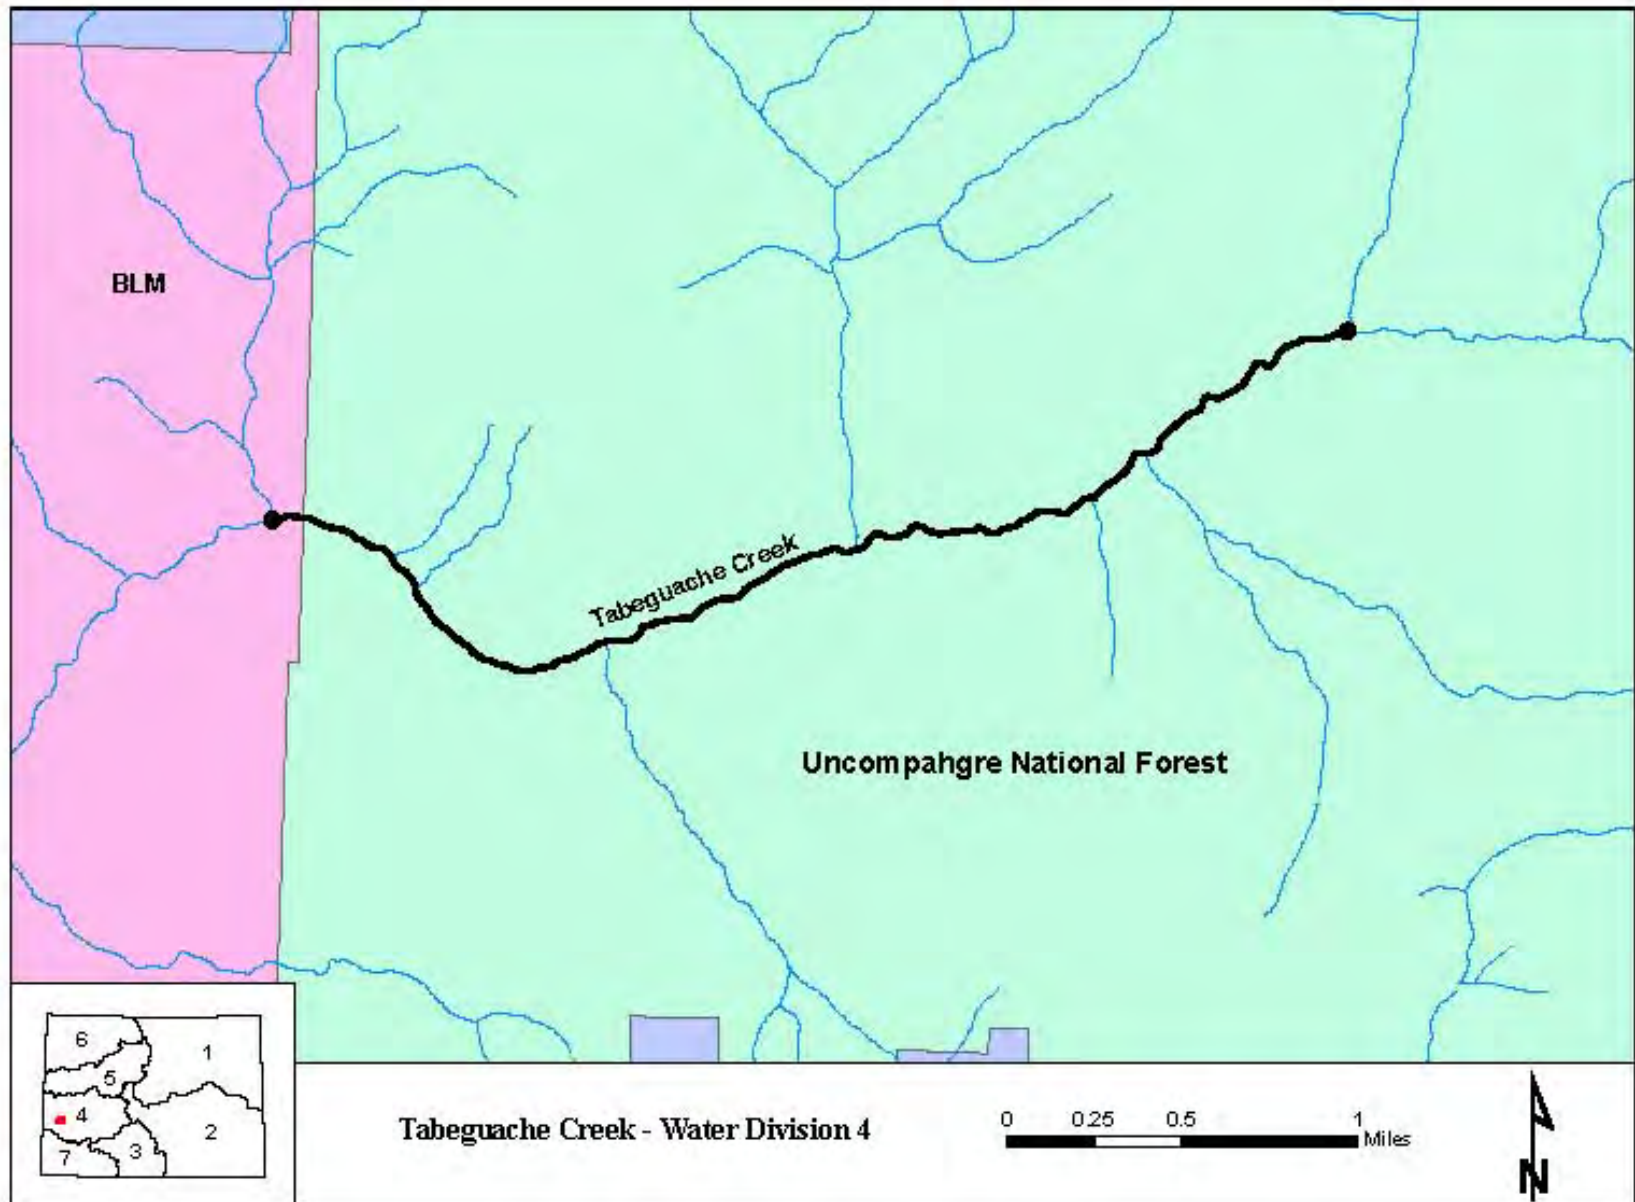 BLM
Tabeguache Creek
Uncompahgre National Forest
6
1
5
4
2
7
3
Tabeguache Creek - Water Division 4
0 0.25 0.5 1
Miles
N